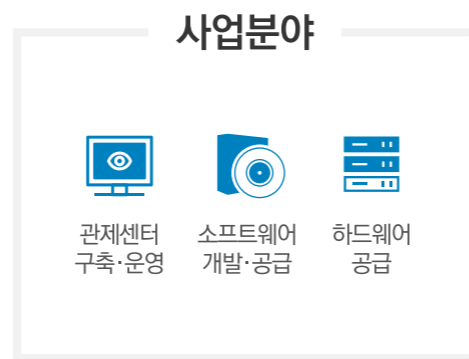 사업분야
관제센터
구축·운영
소프트웨어
개발·공급
하드웨어
공급